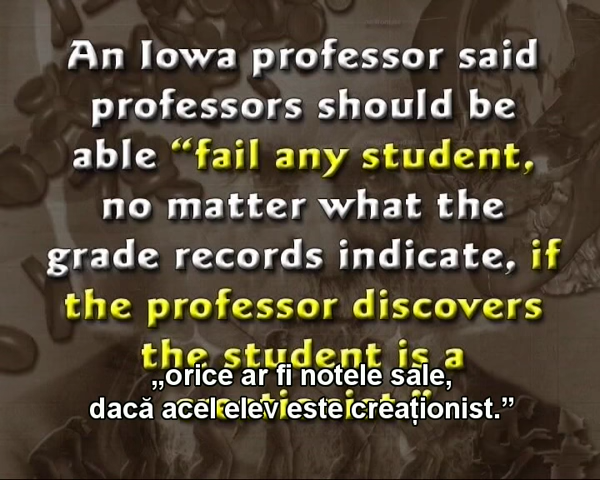 An Iowa professor said
professors should be
able “fail any student,
no matter what the
grade records indicate, if
the professor discovers
the student is a
„orice ar fi notele sale,
dacă acel elev este creaționist.”